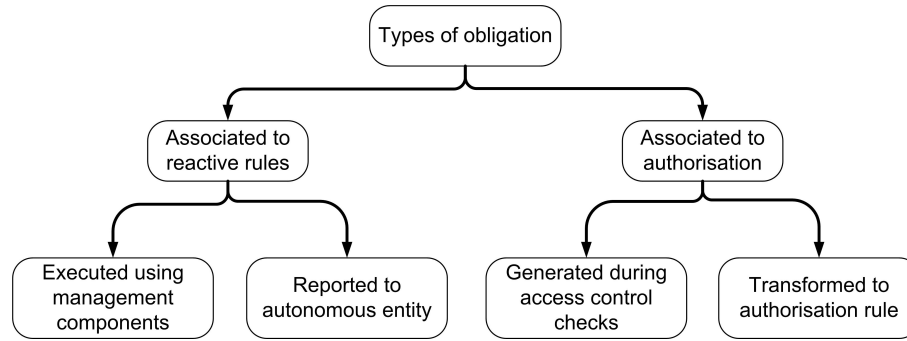 Types of obligation
Associated to
reactive rules
Associated to
authorisation
Executed using
management
components
Reported to
autonomous entity
Generated during
access control
checks
Transformed to
authorisation rule